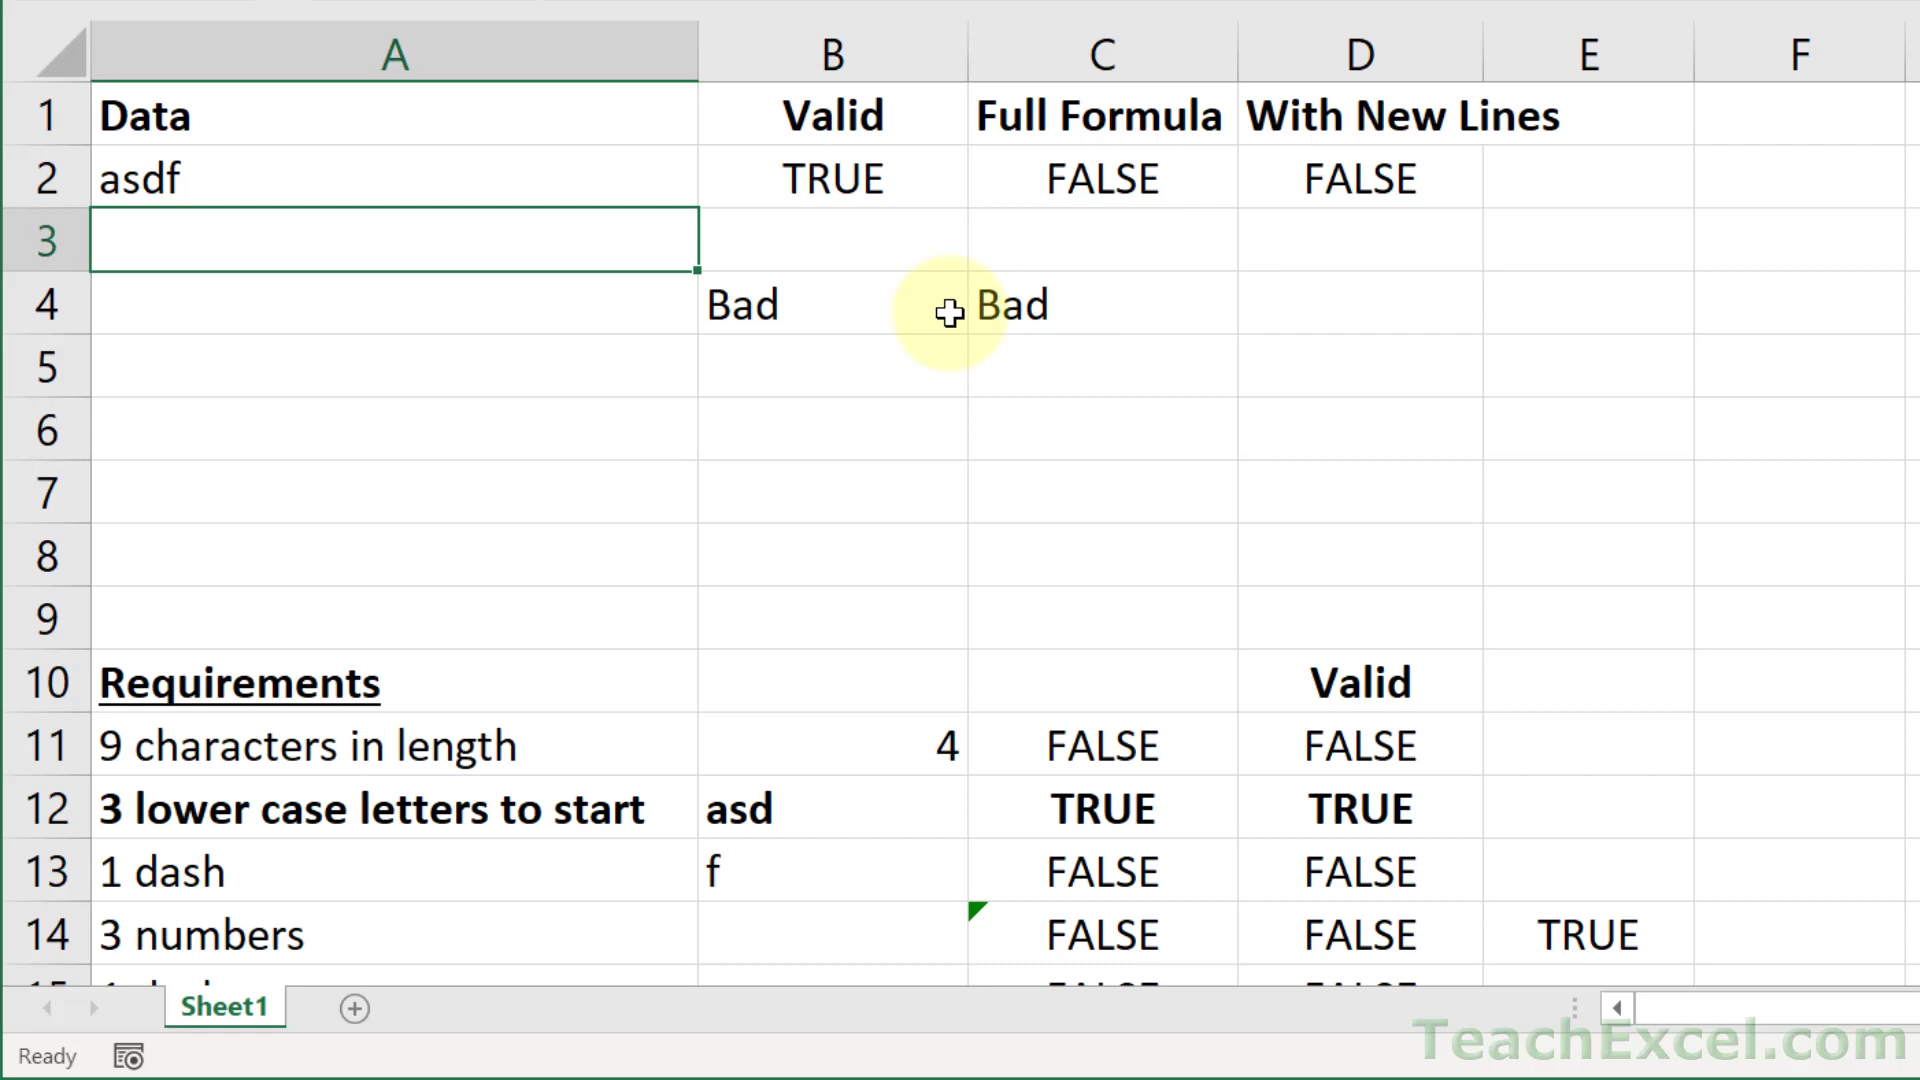 A B C D E F
1 Data Valid Full Formula With New Lines
2 asdf TRUE FALSE FALSE
3
4 Bad Bad
5
6
7
8
9
10 Requirements Valid
11 9 characters in length 4 FALSE FALSE
12 3 lower case letters to start asd TRUE TRUE
13 1 dash f FALSE FALSE
14 3 numbers FALSE FALSE TRUE
Sheet1
Ready
TeachExcel.com